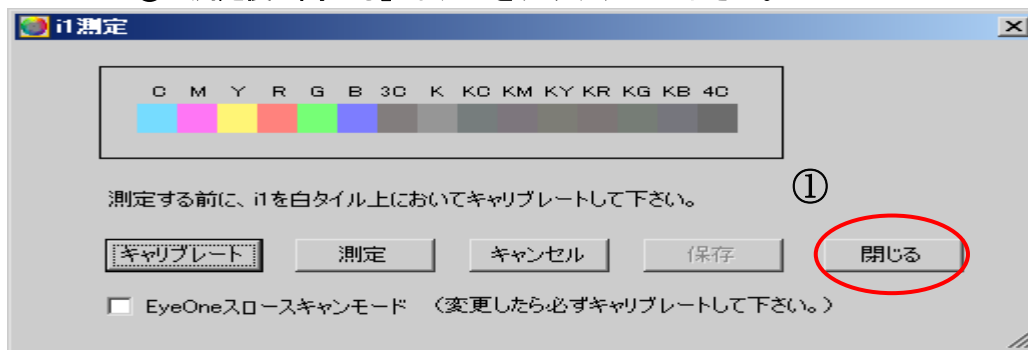 i1測定
C M Y R G B 3C K KC KM KY KR KG KB 4C
測定する前に、i1を白タイル上においてキャリブレートして下さい。
①
キャリブレート 測定 キャンセル 保存 閉じる
EyeOneスロースキャンモード （変更したら必ずキャリブレートして下さい。）